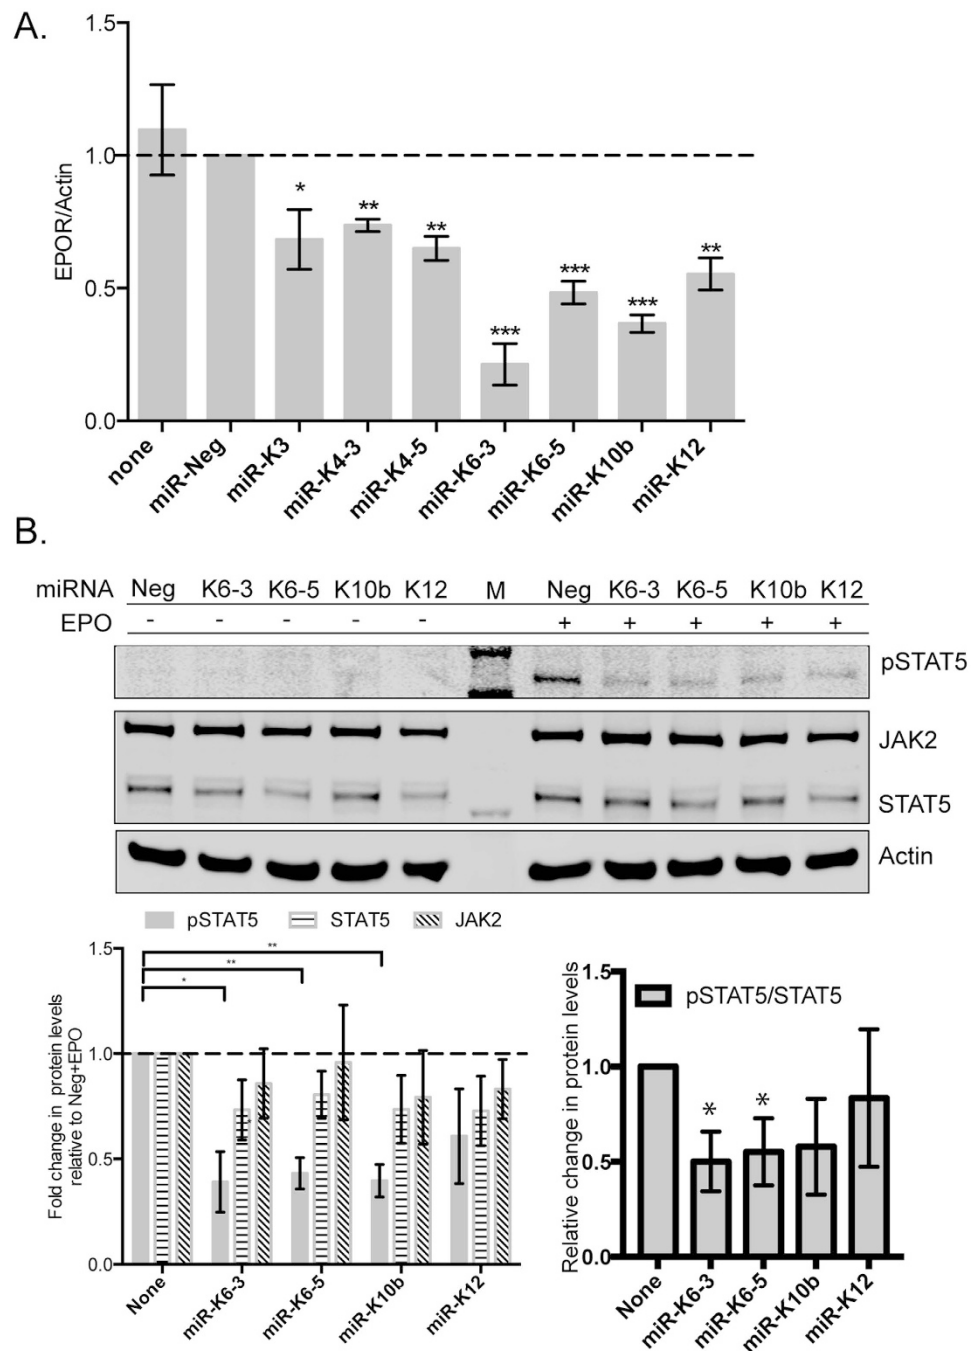 A.
1.5
1.0
0.5
0.0
EPOR/Actin
* ** ** *** *** *** **
none miR-Neg miR-K3 miR-K4-3 miR-K4-5 miR-K6-3 miR-K6-5 miR-K10b miR-K12
B.
miRNA Neg K6-3 K6-5 K10b K12 M Neg K6-3 K6-5 K10b K12
EPO - - - - - + + + + +
pSTAT5
JAK2
STAT5
Actin
pSTAT5 STAT5 JAK2
1.5
1.0
0.5
0.0
Fold change in protein levels
relative to Neg+EPO
**
**
*
None miR-K6-3 miR-K6-5 miR-K10b miR-K12
1.5
1.0
0.5
0.0
Relative change in protein levels
pSTAT5/STAT5
* *
None miR-K6-3 miR-K6-5 miR-K10b miR-K12